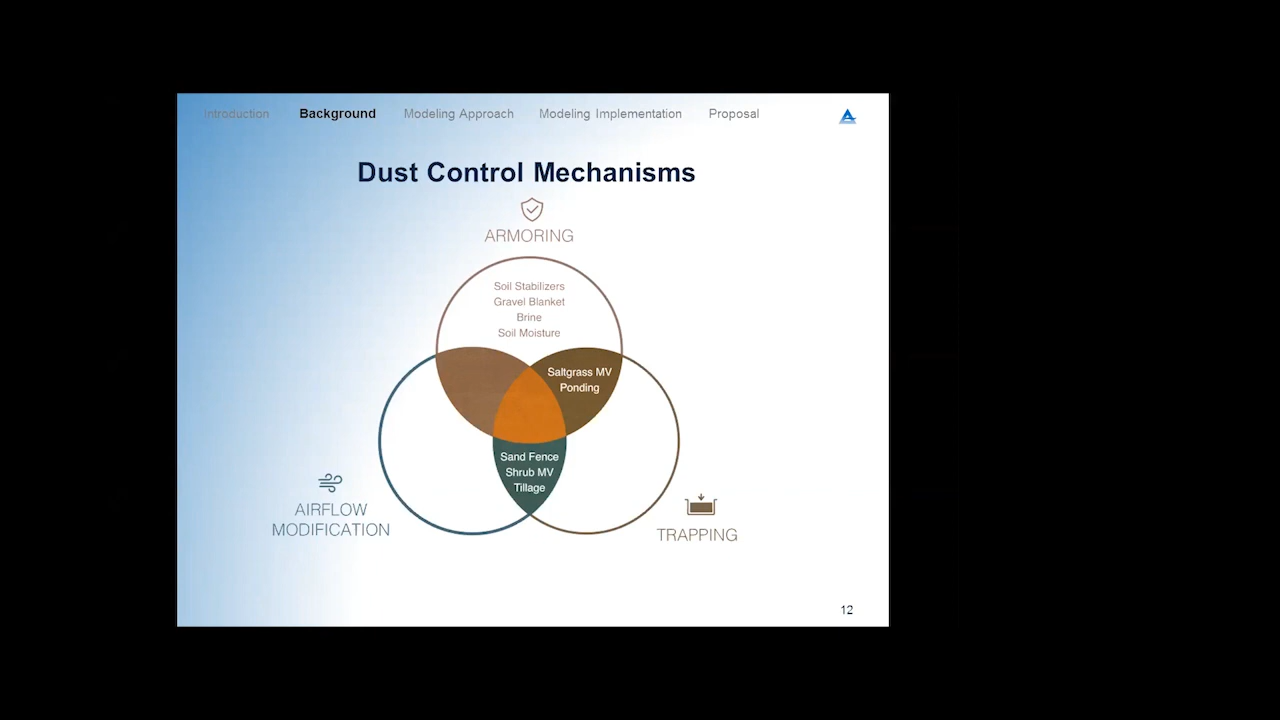 Introduction Background Modeling Approach Modeling Implementation Proposal
Dust Control Mechanisms
ARMORING
Soil Stabilizers
Gravel Blanket
Brine
Soil Moisture
Saltgrass MV
Ponding
Sand Fence
Shrub MV
Tillage
AIRFLOW
MODIFICATION
TRAPPING
12